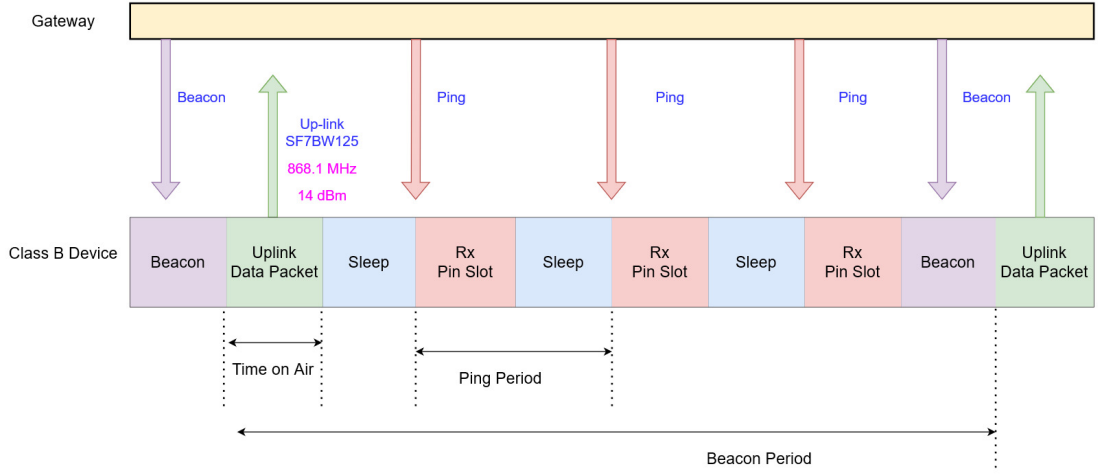 Gateway
Beacon
Ping
Ping
Ping
Beacon
Up-link
SF7BW125
868.1 MHz
14 dBm
Class B Device
Beacon
Uplink
Data Packet
Sleep
Rx
Pin Slot
Sleep
Rx
Pin Slot
Sleep
Rx
Pin Slot
Beacon
Uplink
Data Packet
Time on Air
Ping Period
Beacon Period